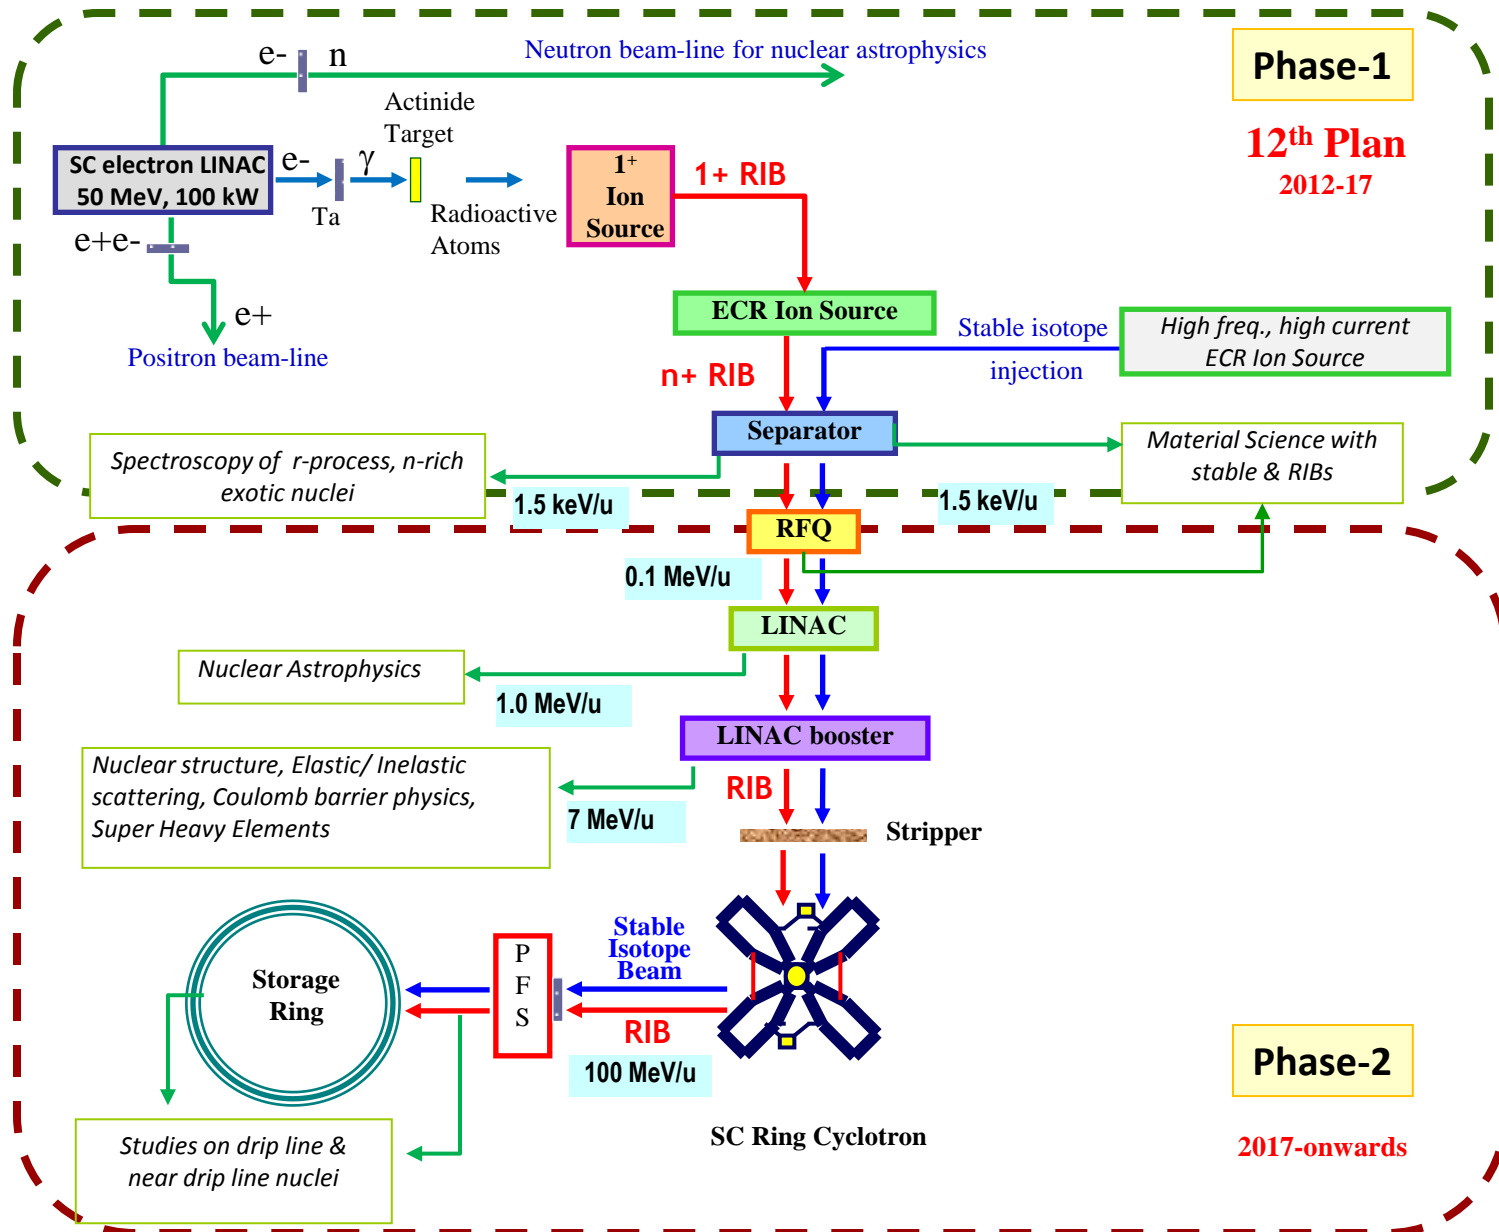 e-
n
Neutron beam-line for nuclear astrophysics
Phase-1
12th Plan
2012-17
Actinide
Target
SC electron LINAC
50 MeV, 100 kW
e-
γ
Ta
Radioactive
Atoms
1+
Ion
Source
1+ RIB
e+e-
e+
Positron beam-line
ECR Ion Source
Stable isotope
injection
High freq., high current
ECR Ion Source
n+ RIB
Separator
Spectroscopy of r-process, n-rich
exotic nuclei
1.5 keV/u
1.5 keV/u
Material Science with
stable & RIBs
RFQ
0.1 MeV/u
LINAC
Nuclear Astrophysics
1.0 MeV/u
LINAC booster
Nuclear structure, Elastic/ Inelastic
scattering, Coulomb barrier physics,
Super Heavy Elements
7 MeV/u
RIB
Stripper
Stable
Isotope
Beam
P
F
S
Storage
Ring
RIB
100 MeV/u
SC Ring Cyclotron
Studies on drip line &
near drip line nuclei
Phase-2
2017-onwards